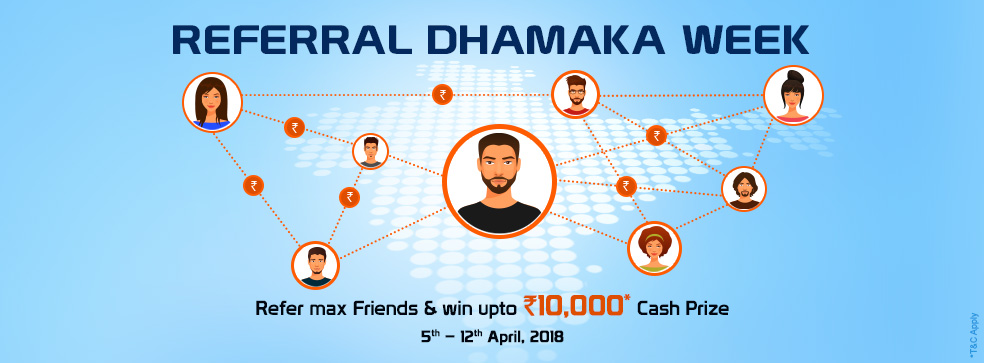 REFERRAL DHAMAKA WEEK
₹
₹
₹
₹
₹
₹
Refer max Friends & win upto ₹10,000* Cash Prize
5th – 12th April, 2018
*T&C Apply